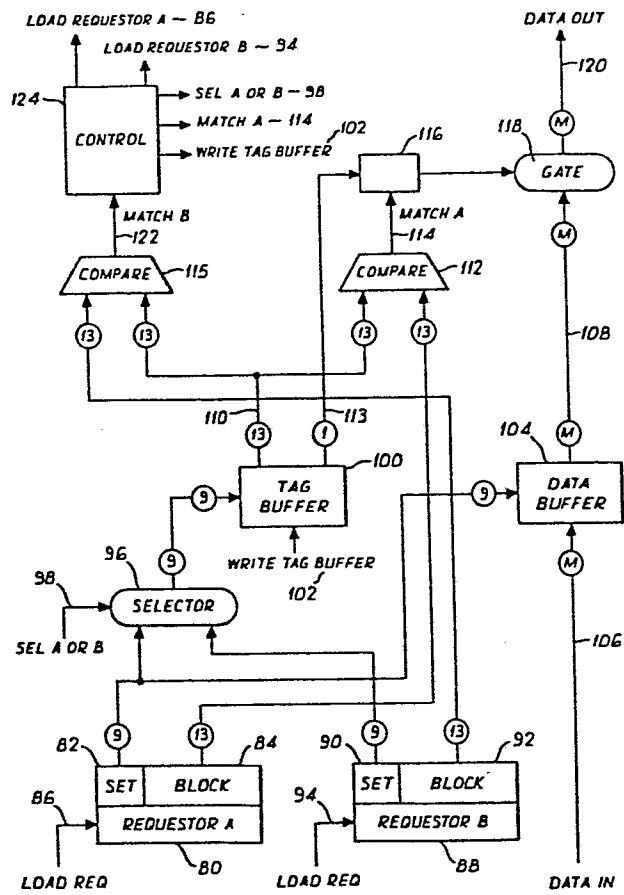 LOAD REQUESTOR A - 86
DATA OUT
LOAD REQUESTOR B - 94
120
124
SEL A OR B - 98
CONTROL
MATCH A - 114
102
WRITE TAG BUFFER
116
118
M
GATE
MATCH B
122
MATCH A
114
M
COMPARE
115
COMPARE
112
13
13
13
13
108
110
113
13
1
M
100
104
TAG BUFFER
9
9
DATA BUFFER
96
9
WRITE TAG BUFFER
102
M
98
SELECTOR
SEL A OR B
106
82
9
13
84
90
9
13
92
SET
BLOCK
SET
BLOCK
86
REQUESTOR A
94
REQUESTOR B
80
88
LOAD REQ
LOAD REQ
DATA IN